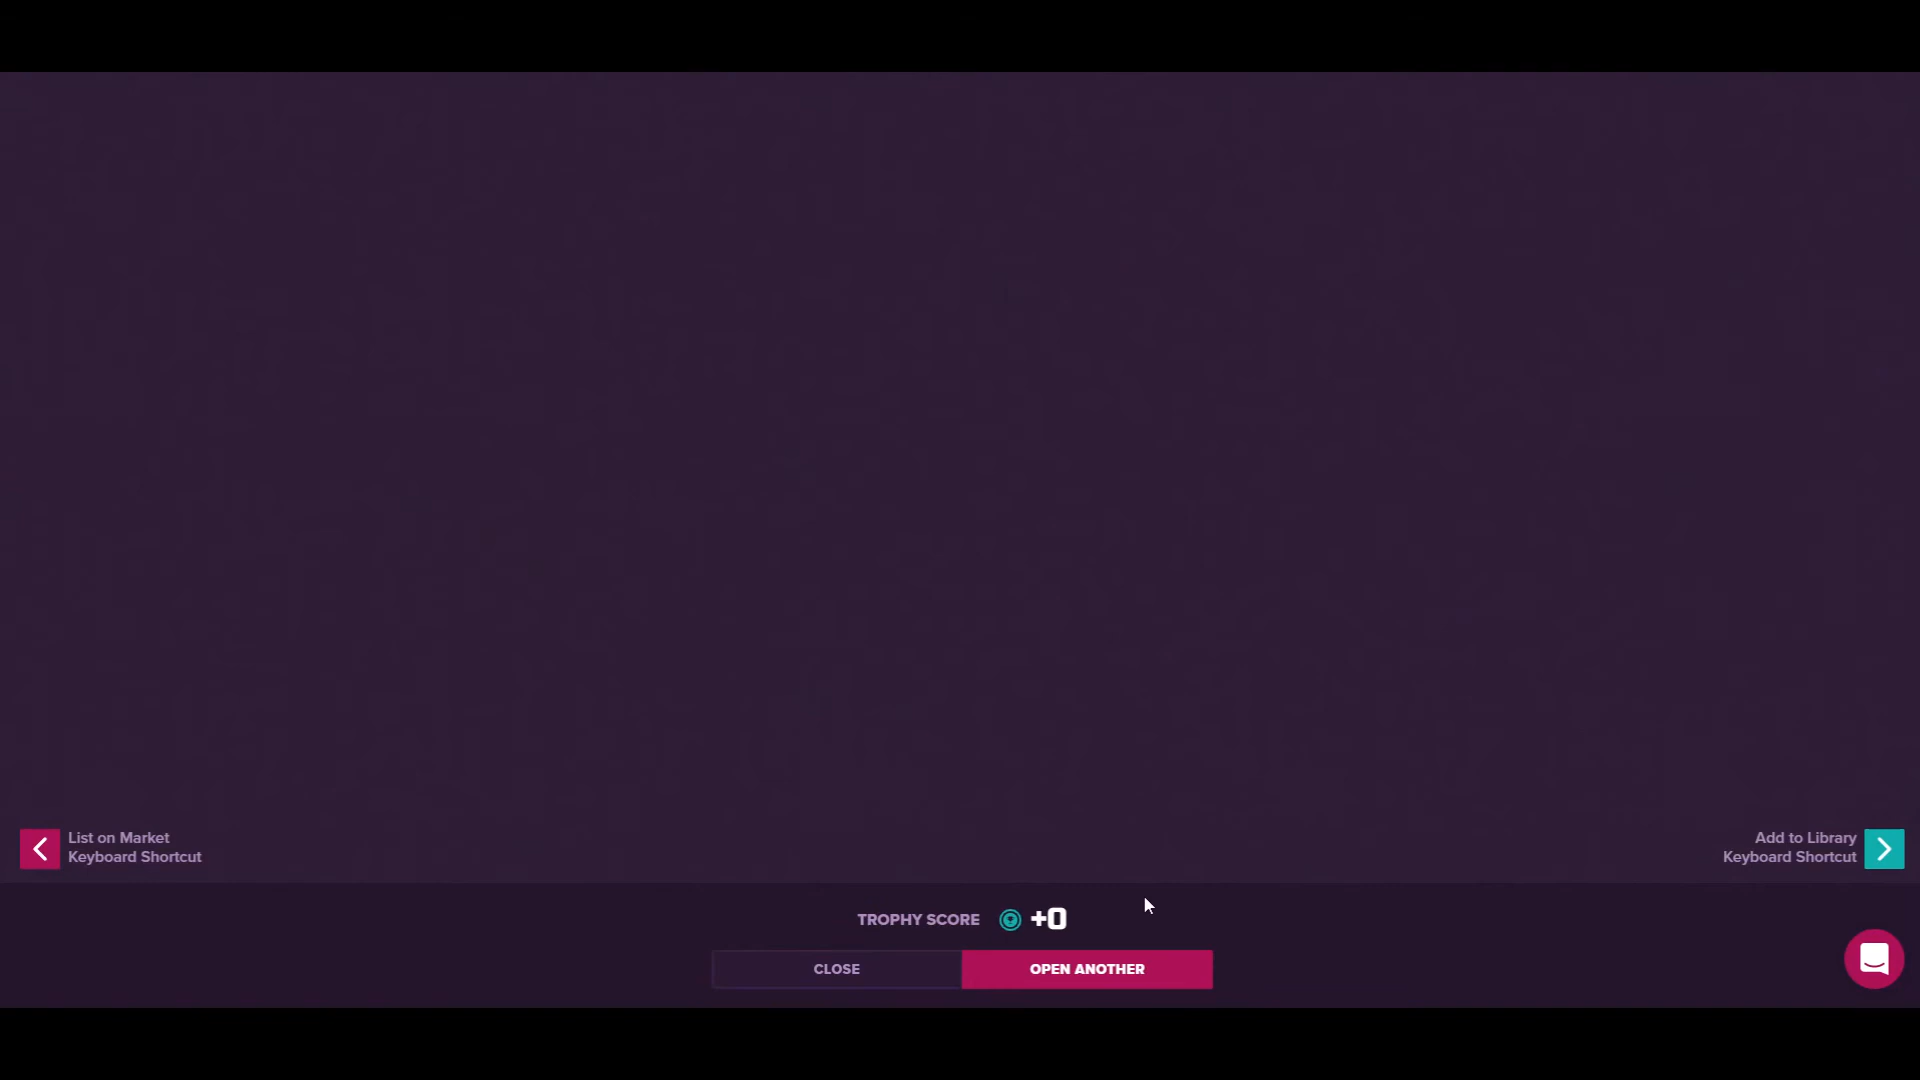 List on Market
Keyboard Shortcut
Add to Library
Keyboard Shortcut
TROPHY SCORE +0
CLOSE
OPEN ANOTHER